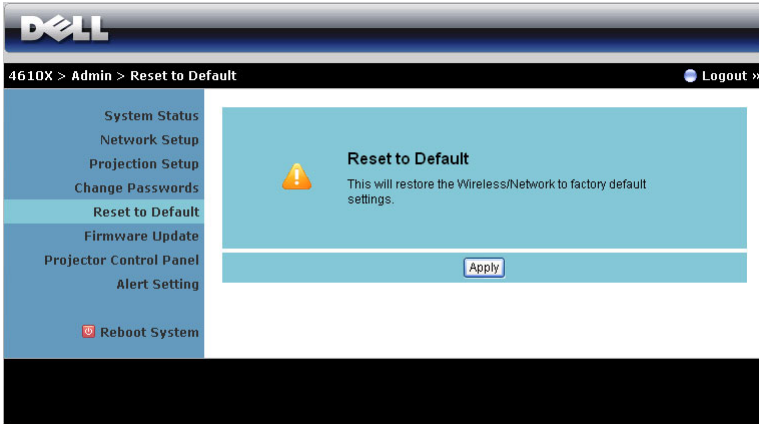 DELL
4610X > Admin > Reset to Default
Logout »
System Status
Network Setup
Projection Setup
Change Passwords
Reset to Default
Firmware Update
Projector Control Panel
Alert Setting
Reboot System
Reset to Default
This will restore the Wireless/Network to factory default
settings.
Apply